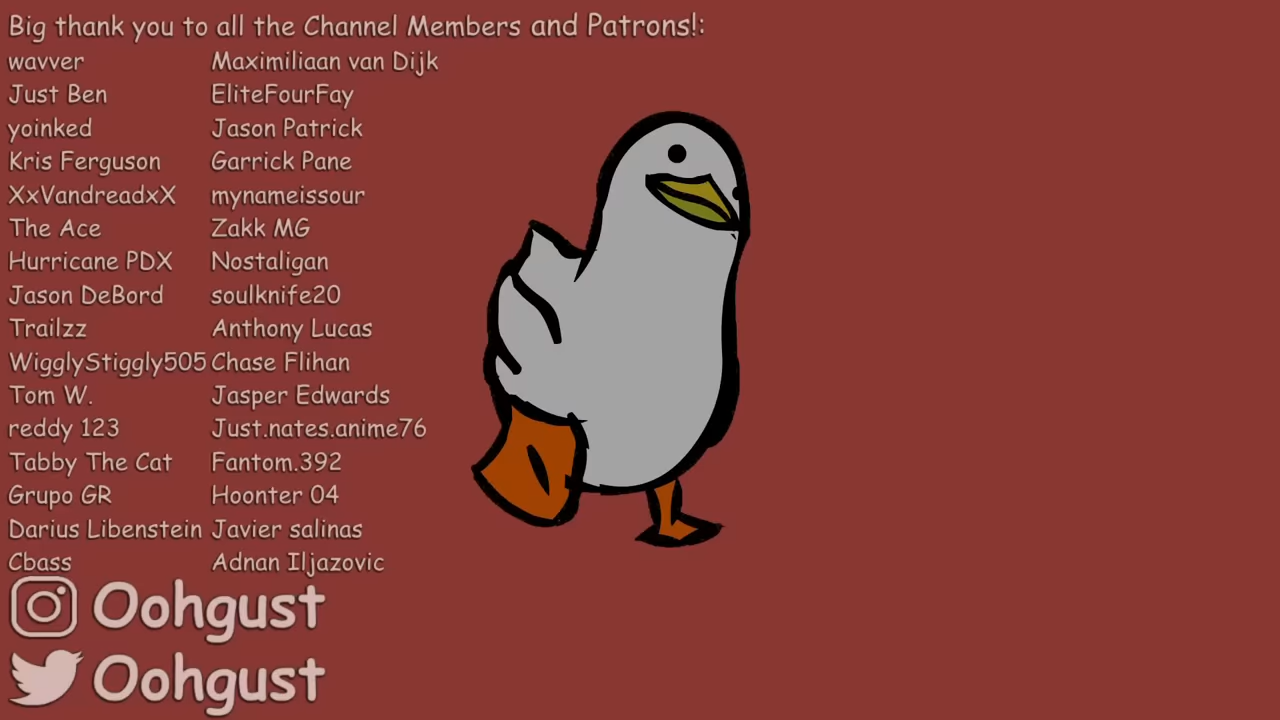 Big thank you to all the Channel Members and Patrons!:
wavver
Just Ben
yoinked
Kris Ferguson
XxVandreadxX
The Ace
Hurricane PDX
Jason DeBord
Trailzz
WigglyStiggly505
Tom W.
reddy 123
Tabby The Cat
Grupo GR
Darius Libenstein
Cbass
Maximiliaan van Dijk
EliteFourFay
Jason Patrick
Garrick Pane
mynameissour
Zakk MG
Nostaligan
soulknife20
Anthony Lucas
Chase Flihan
Jasper Edwards
Just.nates.anime76
Fantom.392
Hoonter 04
Javier salinas
Adnan Iljazovic
Oohgust
Oohgust